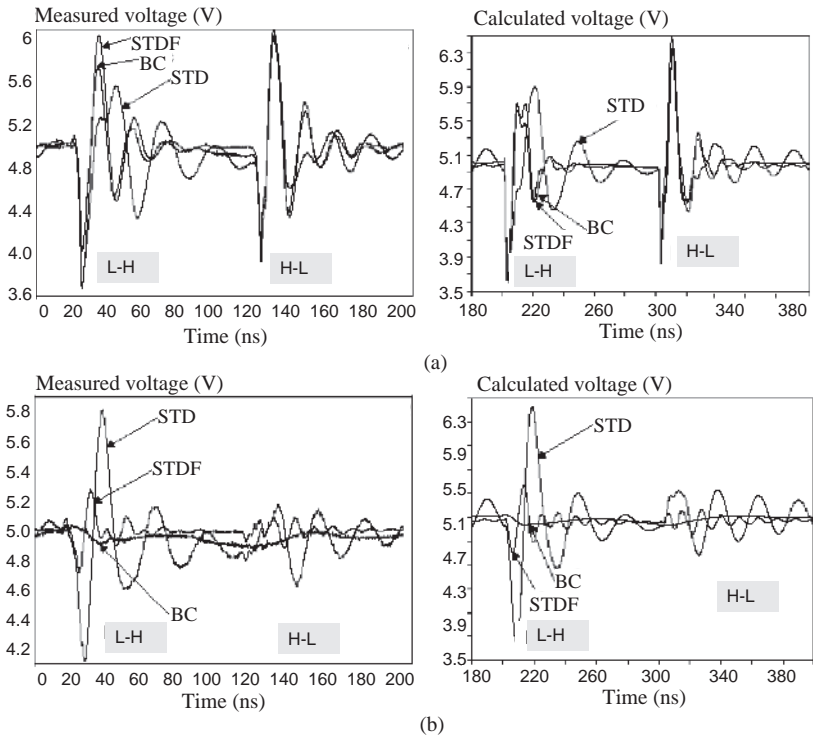 Measured voltage (V)
6
5.6
5.2
4.8
4.4
4.0
3.6
STDF
BC
STD
L-H
H-L
0 20 40 60 80 100 120 140 160 180 200
Time (ns)
Calculated voltage (V)
6.3
5.9
5.5
5.1
4.7
4.3
3.9
3.5
STD
BC
STDF
L-H
H-L
180 220 260 300 340 380
Time (ns)
(a)
Measured voltage (V)
5.8
5.6
5.4
5.2
5.0
4.8
4.6
4.4
4.2
STD
STDF
BC
L-H
H-L
0 20 40 60 80 100 120 140 160 180 200
Time (ns)
Calculated voltage (V)
6.3
5.9
5.5
5.1
4.7
4.3
3.9
3.5
STD
BC
STDF
H-L
L-H
180 220 260 300 340 380
Time (ns)
(b)